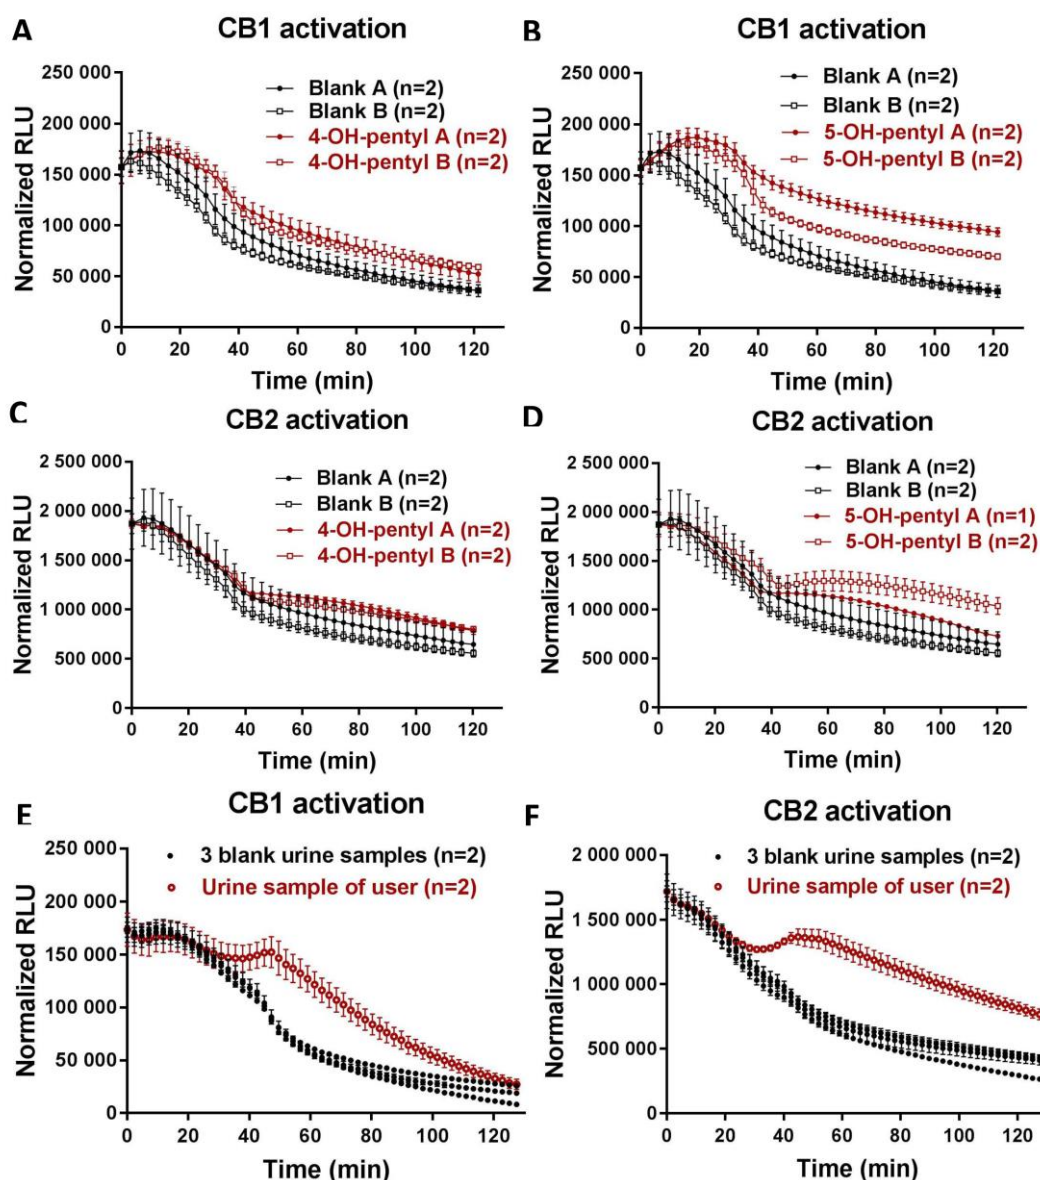 A
CB1 activation
250 000
200 000
150 000
100 000
50 000
0
Normalized RLU
Blank A (n=2)
Blank B (n=2)
4-OH-pentyl A (n=2)
4-OH-pentyl B (n=2)
0 20 40 60 80 100 120
Time (min)
B
CB1 activation
250 000
200 000
150 000
100 000
50 000
0
Normalized RLU
Blank A (n=2)
Blank B (n=2)
5-OH-pentyl A (n=2)
5-OH-pentyl B (n=2)
0 20 40 60 80 100 120
Time (min)
C
CB2 activation
2 500 000
2 000 000
1 500 000
1 000 000
500 000
0
Normalized RLU
Blank A (n=2)
Blank B (n=2)
4-OH-pentyl A (n=2)
4-OH-pentyl B (n=2)
0 20 40 60 80 100 120
Time (min)
D
CB2 activation
2 500 000
2 000 000
1 500 000
1 000 000
500 000
0
Normalized RLU
Blank A (n=2)
Blank B (n=2)
5-OH-pentyl A (n=1)
5-OH-pentyl B (n=2)
0 20 40 60 80 100 120
Time (min)
E
CB1 activation
250 000
200 000
150 000
100 000
50 000
0
Normalized RLU
3 blank urine samples (n=2)
Urine sample of user (n=2)
0 20 40 60 80 100 120
Time (min)
F
CB2 activation
2 000 000
1 500 000
1 000 000
500 000
0
Normalized RLU
3 blank urine samples (n=2)
Urine sample of user (n=2)
0 20 40 60 80 100 120
Time (min)